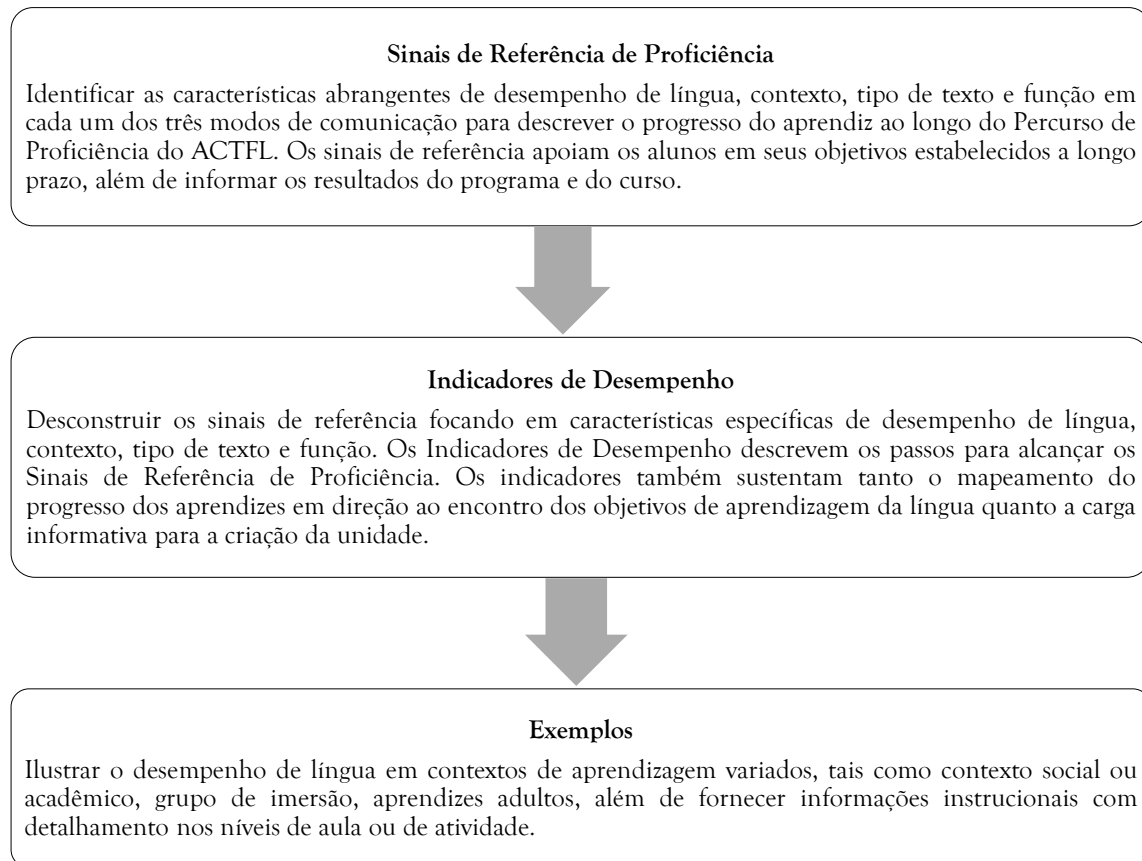 Sinais de Referência de Proficiência
Identificar as características abrangentes de desempenho de língua, contexto, tipo de texto e função em
cada um dos três modos de comunicação para descrever o progresso do aprendiz ao longo do Percurso de
Proficiência do ACTFL. Os sinais de referência apoiam os alunos em seus objetivos estabelecidos a longo
prazo, além de informar os resultados do programa e do curso.
Indicadores de Desempenho
Desconstruir os sinais de referência focando em características específicas de desempenho de língua,
contexto, tipo de texto e função. Os Indicadores de Desempenho descrevem os passos para alcançar os
Sinais de Referência de Proficiência. Os indicadores também sustentam tanto o mapeamento do
progresso dos aprendizes em direção ao encontro dos objetivos de aprendizagem da língua quanto a carga
informativa para a criação da unidade.
Exemplos
Ilustrar o desempenho de língua em contextos de aprendizagem variados, tais como contexto social ou
acadêmico, grupo de imersão, aprendizes adultos, além de fornecer informações instrucionais com
detalhamento nos níveis de aula ou de atividade.